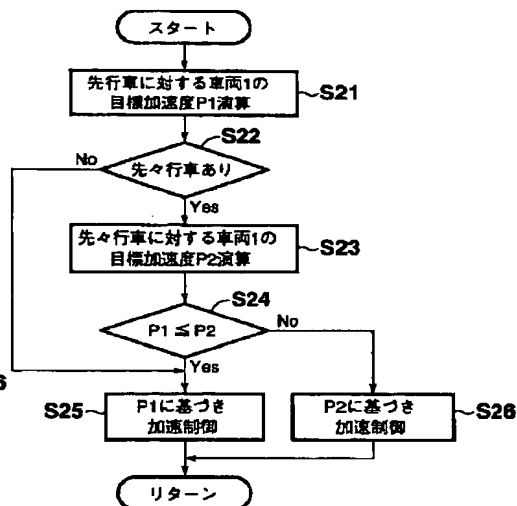 スタート
先行車に対する車両1の
目標加速度P1演算
S21
S22
No
先々行車あり
Yes
先々行車に対する車両1の
目標加速度P2演算
S23
S24
P1≦P2
No
Yes
6
S25
P1に基づき
加速制御
P2に基づき
加速制御
S26
リターン